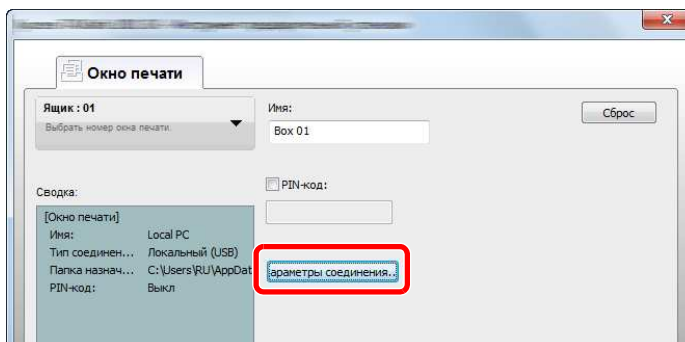 Окно печати
Ящик : 01
Выбрать номер окна печати.
Имя:
Box 01
Сброс
PIN-код:
Сводка:
[Окно печати]
Имя: Local PC
Тип соединен... Локальный (USB)
Папка назнач... C:\Users\RU\AppDat
PIN-код: Выкл
араметры соединения..